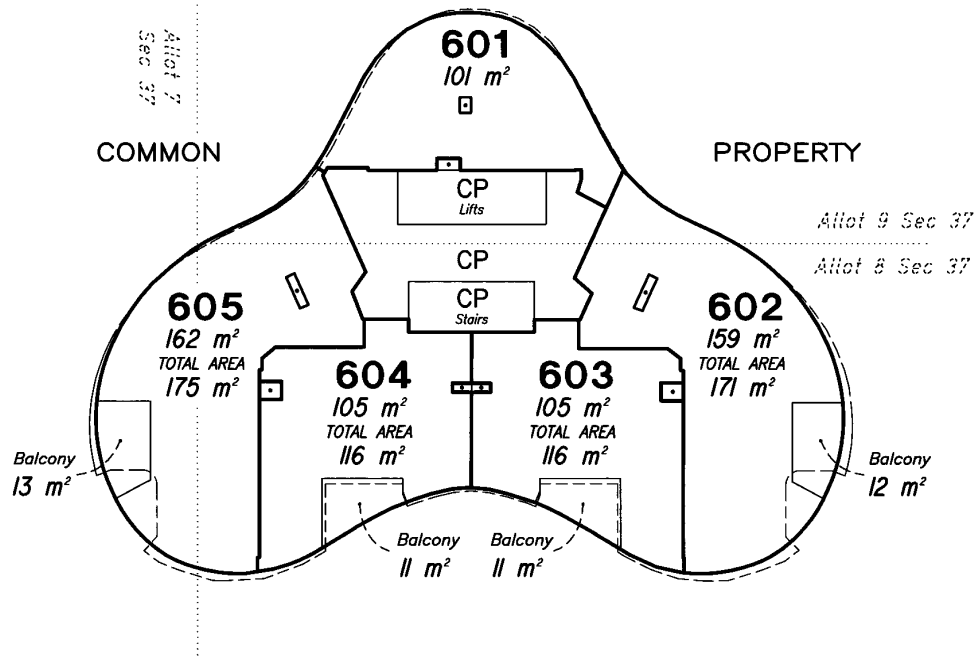 Allot 7
Sec 37
601
101 m²
COMMON
PROPERTY
CP
Lifts
Allot 9 Sec 37
CP
Allot 8 Sec 37
CP
Stairs
605
162 m²
TOTAL AREA
175 m²
602
159 m²
TOTAL AREA
171 m²
604
105 m²
TOTAL AREA
116 m²
603
105 m²
TOTAL AREA
116 m²
Balcony
13 m²
Balcony
12 m²
Balcony
11 m²
Balcony
11 m²